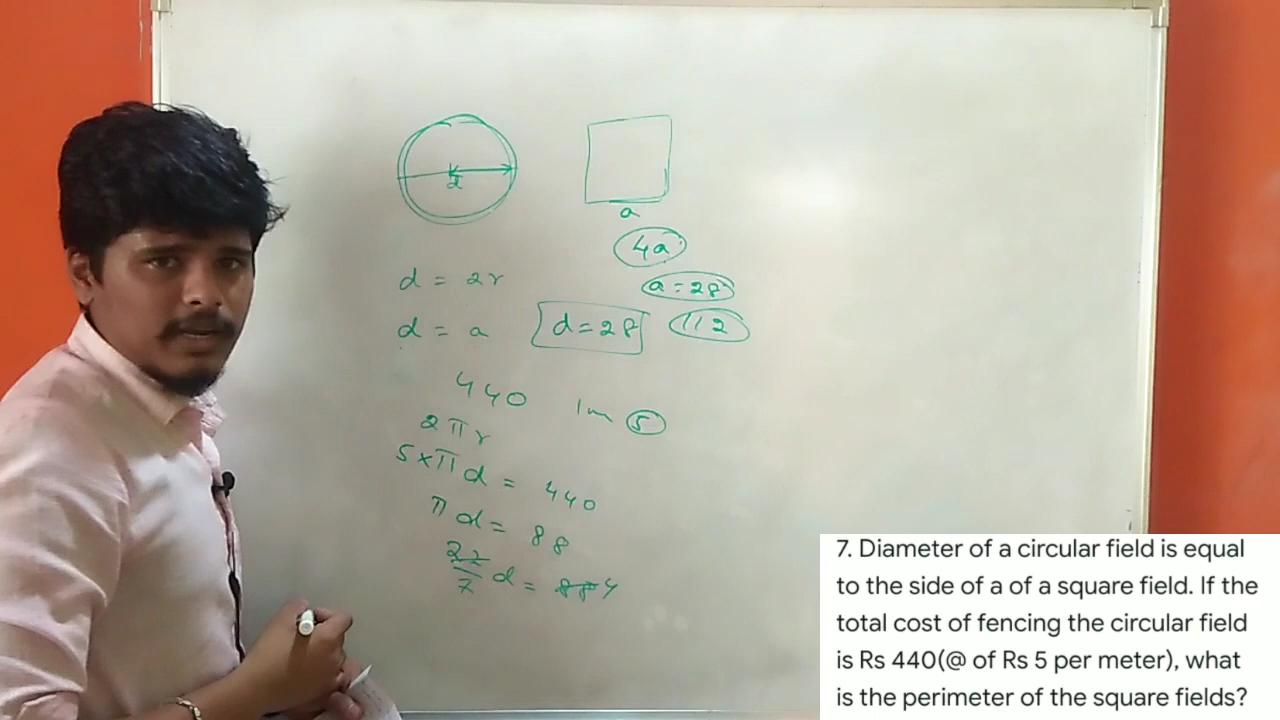 d
a
4a
d = 2r
a = 28
d = a
d = 28
112
440
1m 5
2πr
5×πd = 440
πd = 88
22/7 d = 88 4
7. Diameter of a circular field is equal
to the side of a of a square field. If the
total cost of fencing the circular field
is Rs 440(@ of Rs 5 per meter), what
is the perimeter of the square fields?